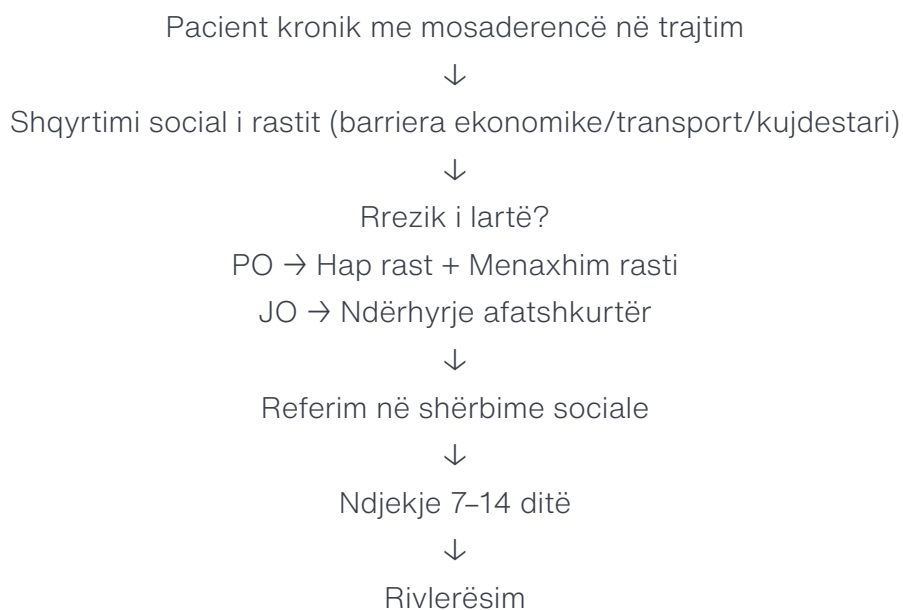 Pacient kronik me mosaderencë në trajtim
↓
Shqyrtimi social i rastit (barriera ekonomike/transport/kujdestari)
↓
Rrezik i lartë?
PO → Hap rast + Menaxhim rasti
JO → Ndërhyrje afatshkurtër
↓
Referim në shërbime sociale
↓
Ndjekje 7–14 ditë
↓
Rivlerësim